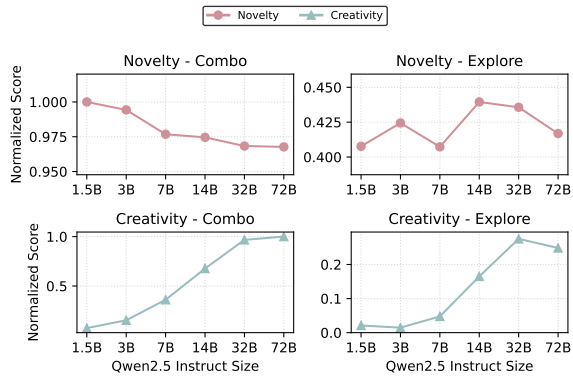 Novelty Creativity
Novelty - Combo
Normalized Score
1.000
0.975
0.950
1.5B 3B 7B 14B 32B 72B
Novelty - Explore
0.450
0.425
0.400
1.5B 3B 7B 14B 32B 72B
Creativity - Combo
Normalized Score
1.0
0.5
1.5B 3B 7B 14B 32B 72B
Qwen2.5 Instruct Size
Creativity - Explore
0.2
0.1
0.0
1.5B 3B 7B 14B 32B 72B
Qwen2.5 Instruct Size